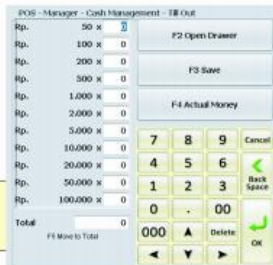 POS - Manager - Cash Management - Till Out
Rp. 50 x 0
Rp. 100 x 0
Rp. 200 x 0
Rp. 500 x 0
Rp. 1.000 x 0
Rp. 2.000 x 0
Rp. 5.000 x 0
Rp. 10.000 x 0
Rp. 20.000 x 0
Rp. 50.000 x 0
Rp. 100.000 x 0
Total 0
F6 Move to Total
F2 Open Drawer
F3 Save
F4 Actual Money
7 8 9 Cancel
4 5 6 Back Space
1 2 3
0 . 00
000 Delete OK